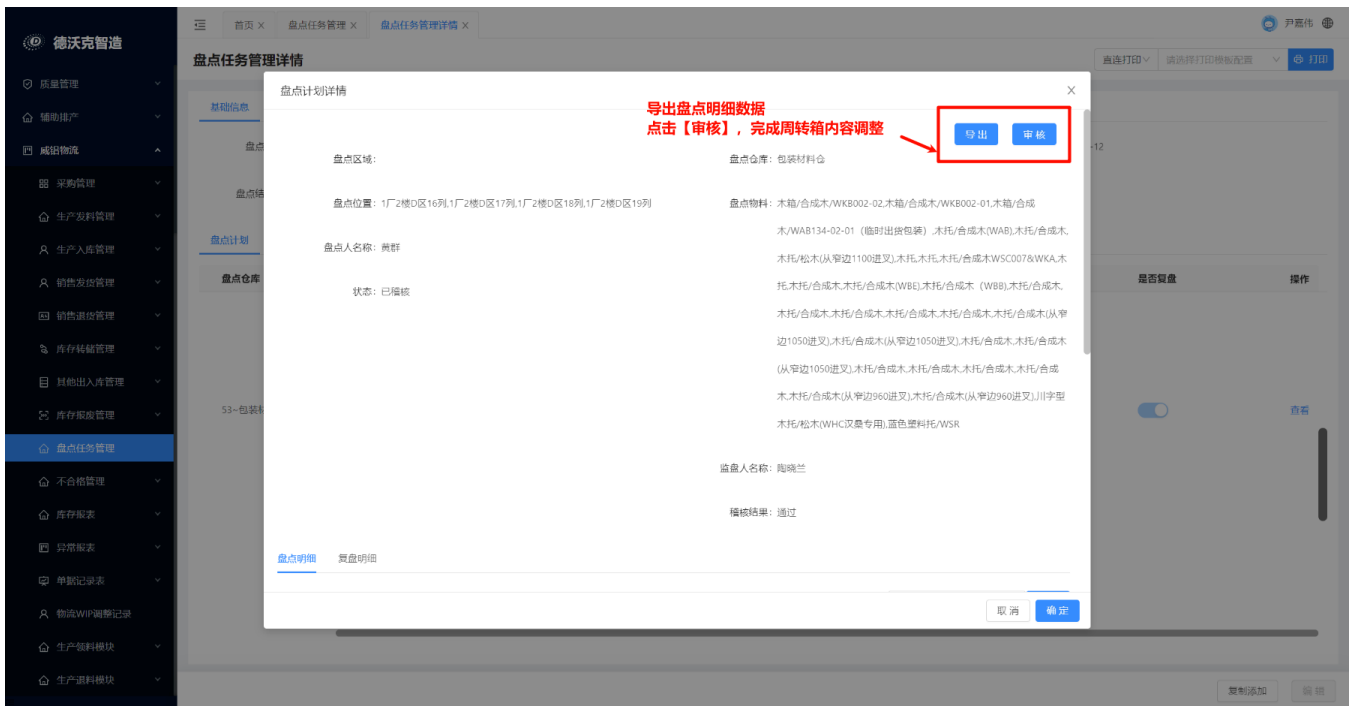 德沃克智造
首页 ×
盘点任务管理 ×
盘点任务管理详情 ×
尹嘉伟
盘点任务管理详情
直连打印
请选择打印模板配置
打印
质量管理
辅助排产
威铝物流
采购管理
生产发料管理
生产入库管理
销售发货管理
销售退货管理
库存转储管理
其他出入库管理
库存报废管理
盘点任务管理
不合格管理
库存报表
异常报表
单据记录表
物流WIP调整记录
生产领料模块
生产退料模块
基础信息
盘点
-12
盘点结
盘点计划
盘点仓库
是否复盘
操作
53~包装材
查看
盘点计划详情
×
导出盘点明细数据
点击【审核】，完成周转箱内容调整
导出
审核
盘点区域：
盘点仓库：包装材料仓
盘点位置：1厂2楼D区16列,1厂2楼D区17列,1厂2楼D区18列,1厂2楼D区19列
盘点物料：木箱/合成木/WKB002-02,木箱/合成木/WKB002-01,木箱/合成
木/WAB134-02-01（临时出货包装）,木托/合成木(WAB),木托/合成木,
木托/松木(从窄边1100进叉),木托,木托,木托/合成木WSC007&WKA,木
托,木托/合成木,木托/合成木(WBE),木托/合成木（WBB),木托/合成木,
木托/合成木,木托/合成木,木托/合成木,木托/合成木,木托/合成木(从窄
边1050进叉),木托/合成木(从窄边1050进叉),木托/合成木,木托/合成木
(从窄边1050进叉),木托/合成木,木托/合成木,木托/合成木,木托/合成
木,木托/合成木(从窄边960进叉),木托/合成木(从窄边960进叉),川字型
木托/松木(WHC汉桑专用),蓝色塑料托/WSR
盘点人名称：黄群
状态：已稽核
监盘人名称：陶晓兰
稽核结果：通过
盘点明细
复盘明细
取消
确定
复制添加
编辑